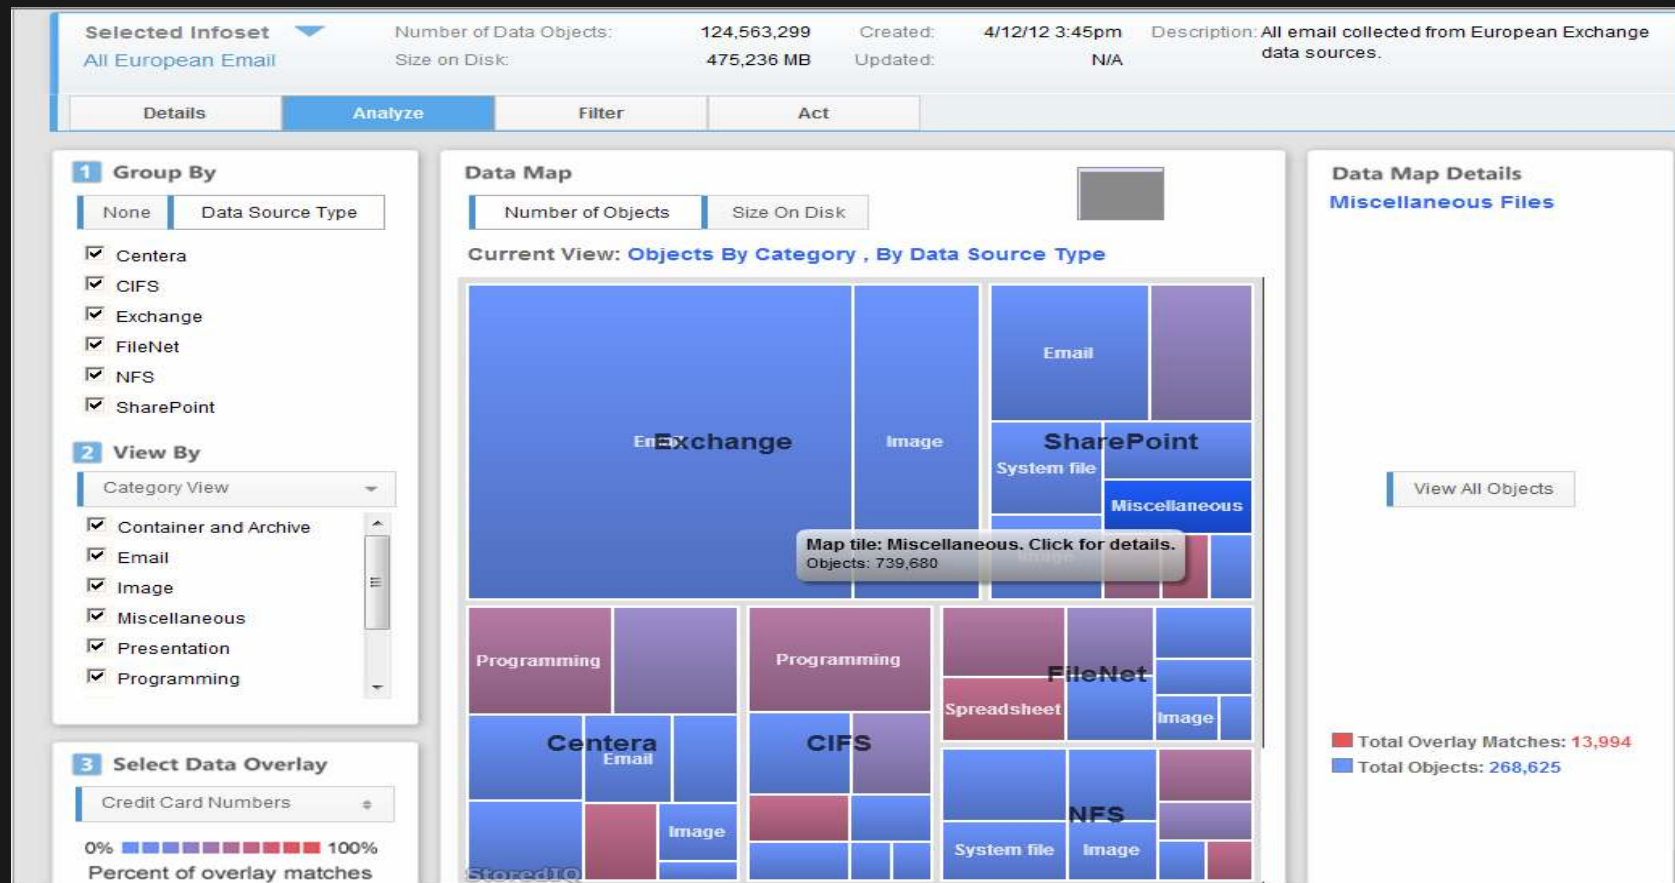 Selected Infoset
Number of Data Objects: 124,563,299
Created: 4/12/12 3:45pm
Description: All email collected from European Exchange
data sources.
All European Email
Size on Disk: 475,236 MB
Updated: N/A
Details
Analyze
Filter
Act
1 Group By
None
Data Source Type
Centera
CIFS
Exchange
FileNet
NFS
SharePoint
2 View By
Category View
Container and Archive
Email
Image
Miscellaneous
Presentation
Programming
3 Select Data Overlay
Credit Card Numbers
0% 100%
Percent of overlay matches
Data Map
Number of Objects
Size On Disk
Current View: Objects By Category , By Data Source Type
Exchange
Image
Email
SharePoint
System file
Miscellaneous
Map tile: Miscellaneous. Click for details.
Objects: 739,680
Programming
Centera
Email
Image
StoredIQ
Programming
CIFS
FileNet
Spreadsheet
Image
NFS
System file
Image
Data Map Details
Miscellaneous Files
View All Objects
Total Overlay Matches: 13,994
Total Objects: 268,625